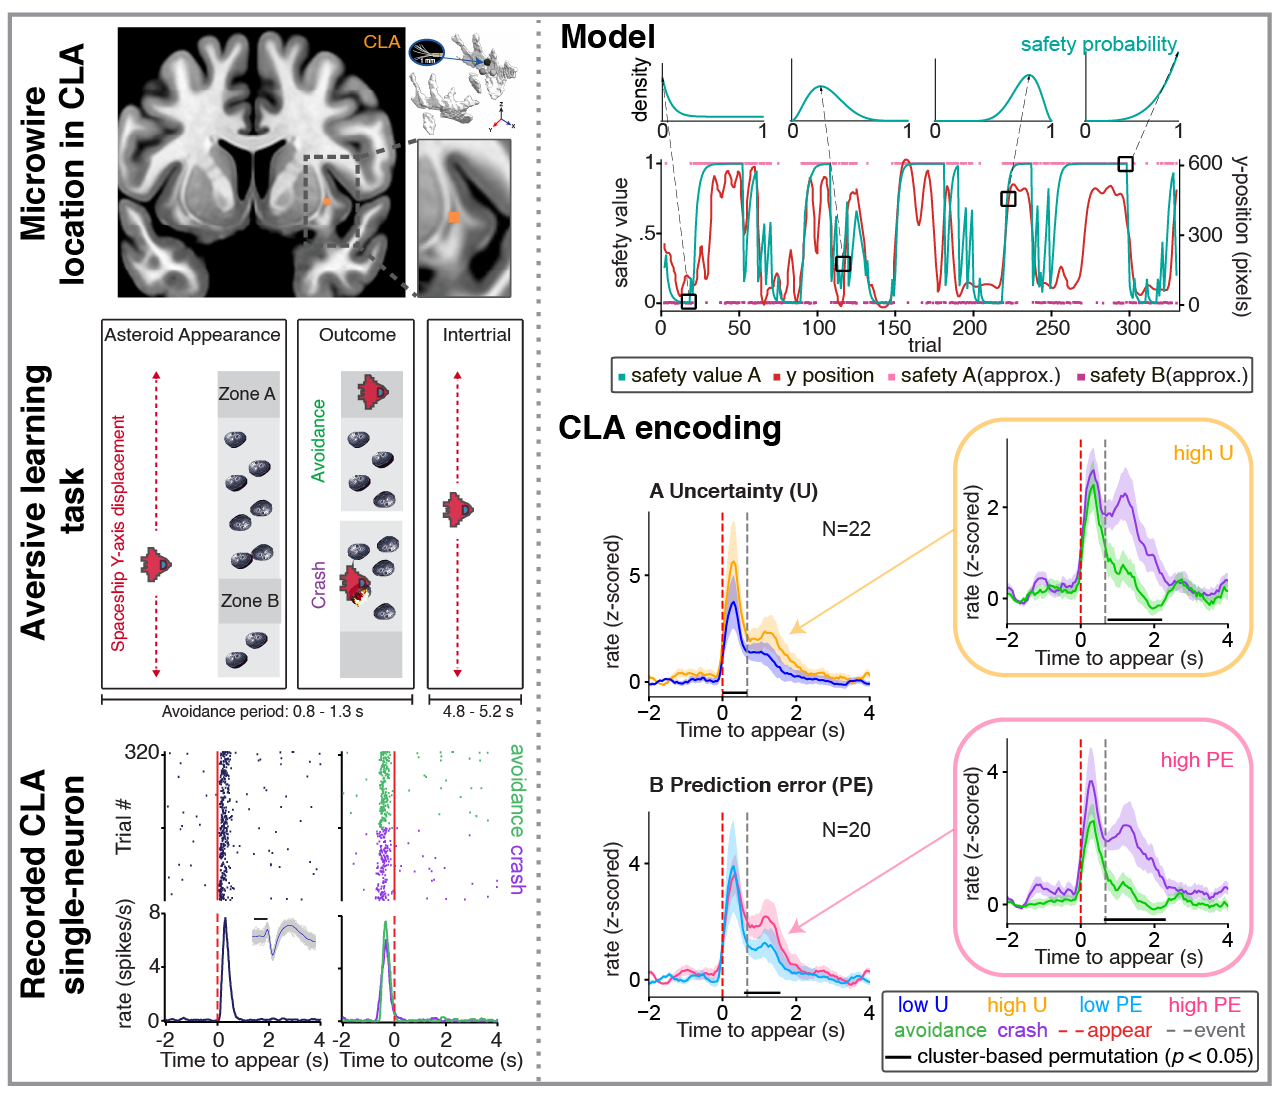 Microwire
location in CLA
CLA
1 mm
z
y
x
Aversive learning
task
Asteroid Appearance
Outcome
Intertrial
Spaceship Y-axis displacement
Zone A
Zone B
Avoidance
Crash
Avoidance period: 0.8 - 1.3 s
4.8 - 5.2 s
Recorded CLA
single-neuron
320
Trial #
avoidance
crash
rate (spikes/s)
8
4
0
-2 0 2 4
Time to appear (s)
-2 0 2 4
Time to outcome (s)
Model
safety probability
density
0 1
0 1
0 1
0 1
safety value
1
.5
0
600
300
0
y-position (pixels)
0 50 100 150 200 250 300
trial
safety value A
y position
safety A(approx.)
safety B(approx.)
CLA encoding
A Uncertainty (U)
N=22
rate (z-scored)
5
0
−2 0 2 4
Time to appear (s)
high U
rate (z-scored)
2
0
−2 0 2 4
Time to appear (s)
B Prediction error (PE)
N=20
rate (z-scored)
4
0
−2 0 2 4
Time to appear (s)
high PE
rate (z-scored)
4
0
−2 0 2 4
Time to appear (s)
low U high U low PE high PE
avoidance crash appear event
cluster-based permutation (p < 0.05)